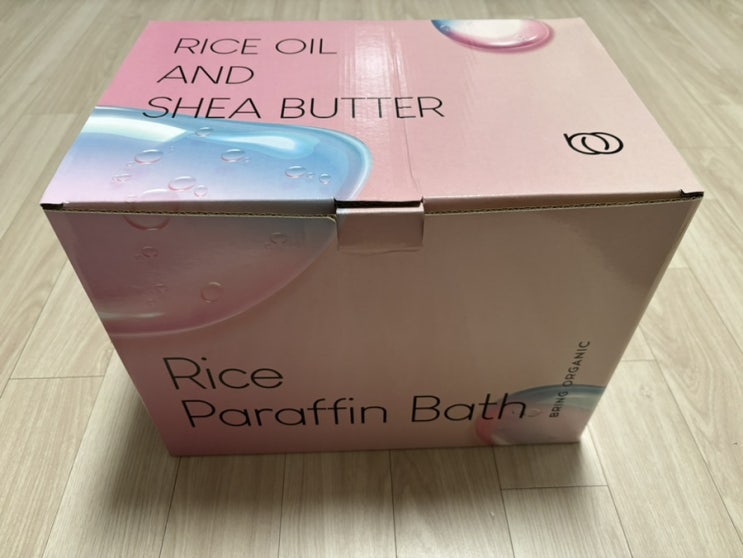 RICE OIL
AND
SHEA BUTTER
Rice
Paraffin Bath
BRING ORGANIC